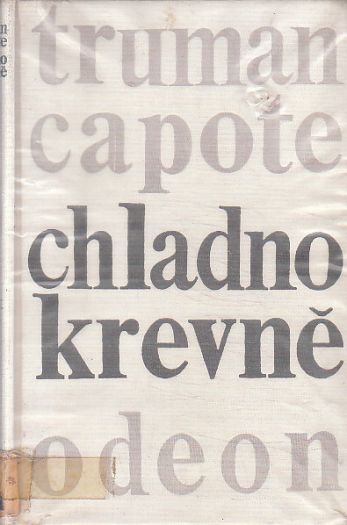 truman
capote
chladno
krevně
odeon